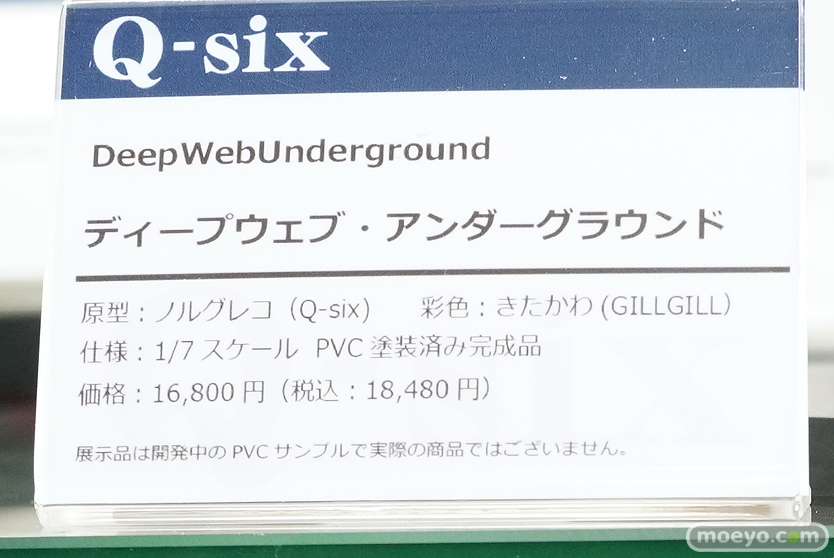 Q-six
DeepWebUnderground
ディープウェブ・アンダーグラウンド
原型：ノルグレコ（Q-six）　彩色：きたかわ (GILLGILL)
仕様：1/7 スケール PVC 塗装済み完成品
価格：16,800 円（税込：18,480 円）
展示品は開発中の PVC サンプルで実際の商品ではございません。
moeyo.com